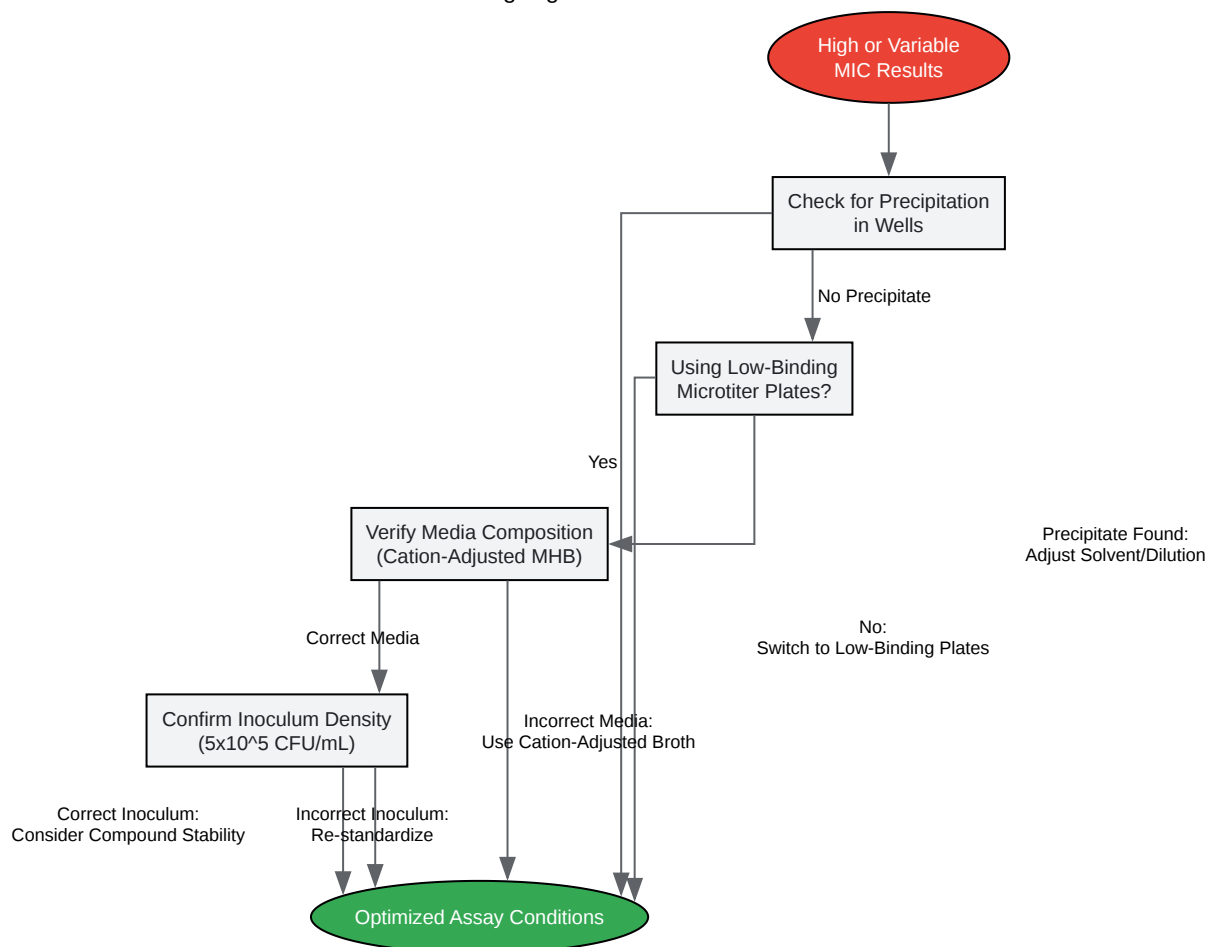 High or Variable
MIC Results
Check for Precipitation
in Wells
No Precipitate
Using Low-Binding
Microtiter Plates?
Yes
Verify Media Composition
(Cation-Adjusted MHB)
Precipitate Found:
Adjust Solvent/Dilution
Correct Media
No:
Switch to Low-Binding Plates
Confirm Inoculum Density
(5x10^5 CFU/mL)
Incorrect Media:
Use Cation-Adjusted Broth
Correct Inoculum:
Consider Compound Stability
Incorrect Inoculum:
Re-standardize
Optimized Assay Conditions